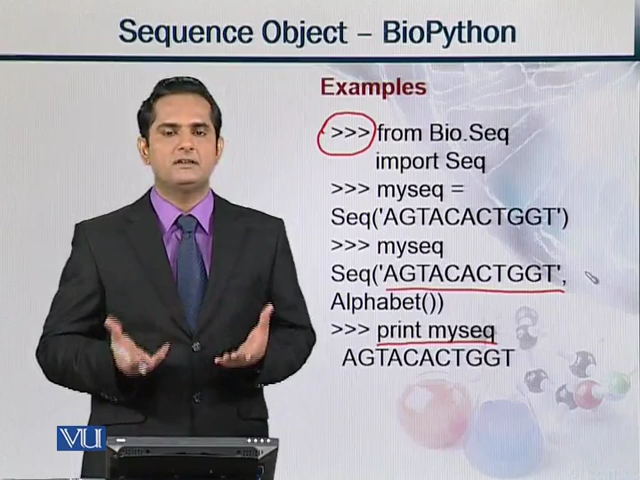 Sequence Object – BioPython
Examples
>>> from Bio.Seq
import Seq
>>> myseq =
Seq('AGTACACTGGT')
>>> myseq
Seq('AGTACACTGGT',
Alphabet())
>>> print myseq
AGTACACTGGT
VU